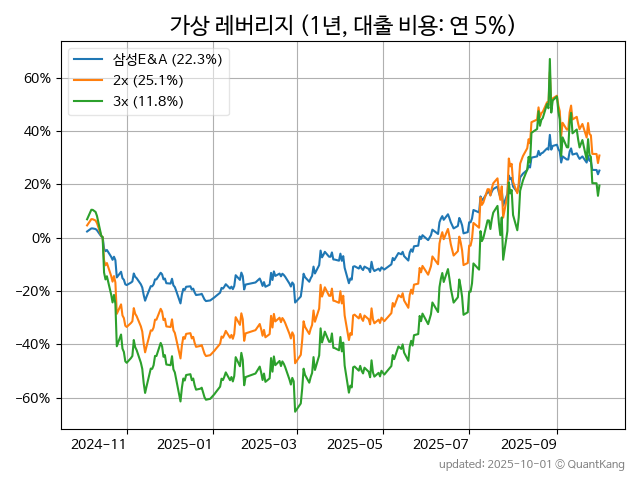 가상 레버리지 (1년, 대출 비용: 연 5%)
삼성E&A (22.3%)
2x (25.1%)
3x (11.8%)
60%
40%
20%
0%
−20%
−40%
−60%
2024-11
2025-01
2025-03
2025-05
2025-07
2025-09
updated: 2025-10-01 © QuantKang